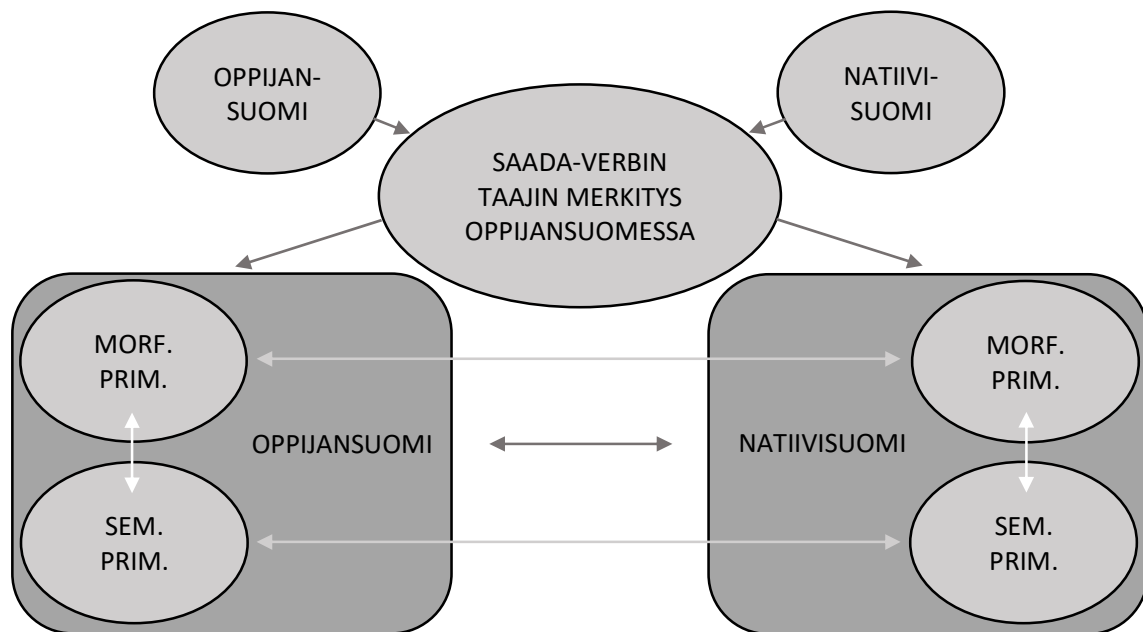 OPPIJAN-
SUOMI
NATIIVI-
SUOMI
SAADA-VERBIN
TAAJIN MERKITYS
OPPIJANSUOMESSA
MORF.
PRIM.
MORF.
PRIM.
OPPIJANSUOMI
NATIIVISUOMI
SEM.
PRIM.
SEM.
PRIM.